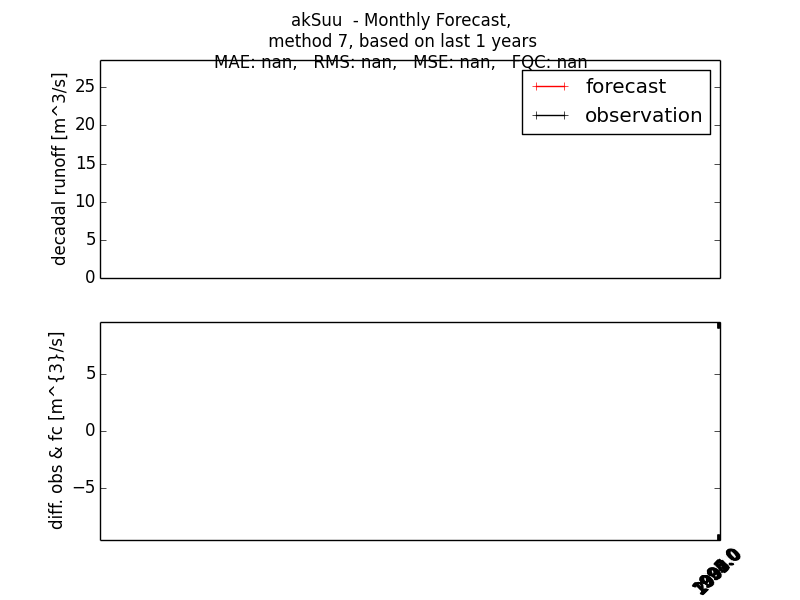 akSuu  - Monthly Forecast,
method 7, based on last 1 years
MAE: nan,   RMS: nan,   MSE: nan,   FQC: nan
forecast
observation
decadal runoff [m^3/s]
25
20
15
10
5
0
diff. obs & fc [m^{3}/s]
5
0
−5